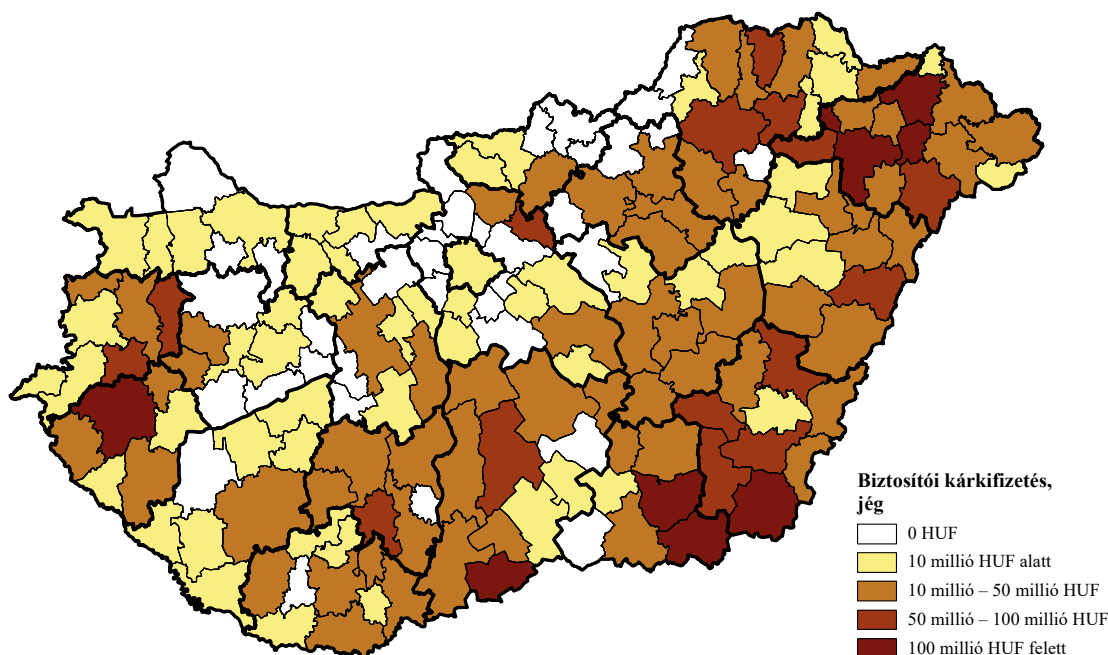 Biztosítói kárkifizetés,
jég
0 HUF
10 millió HUF alatt
10 millió – 50 millió HUF
50 millió – 100 millió HUF
100 millió HUF felett